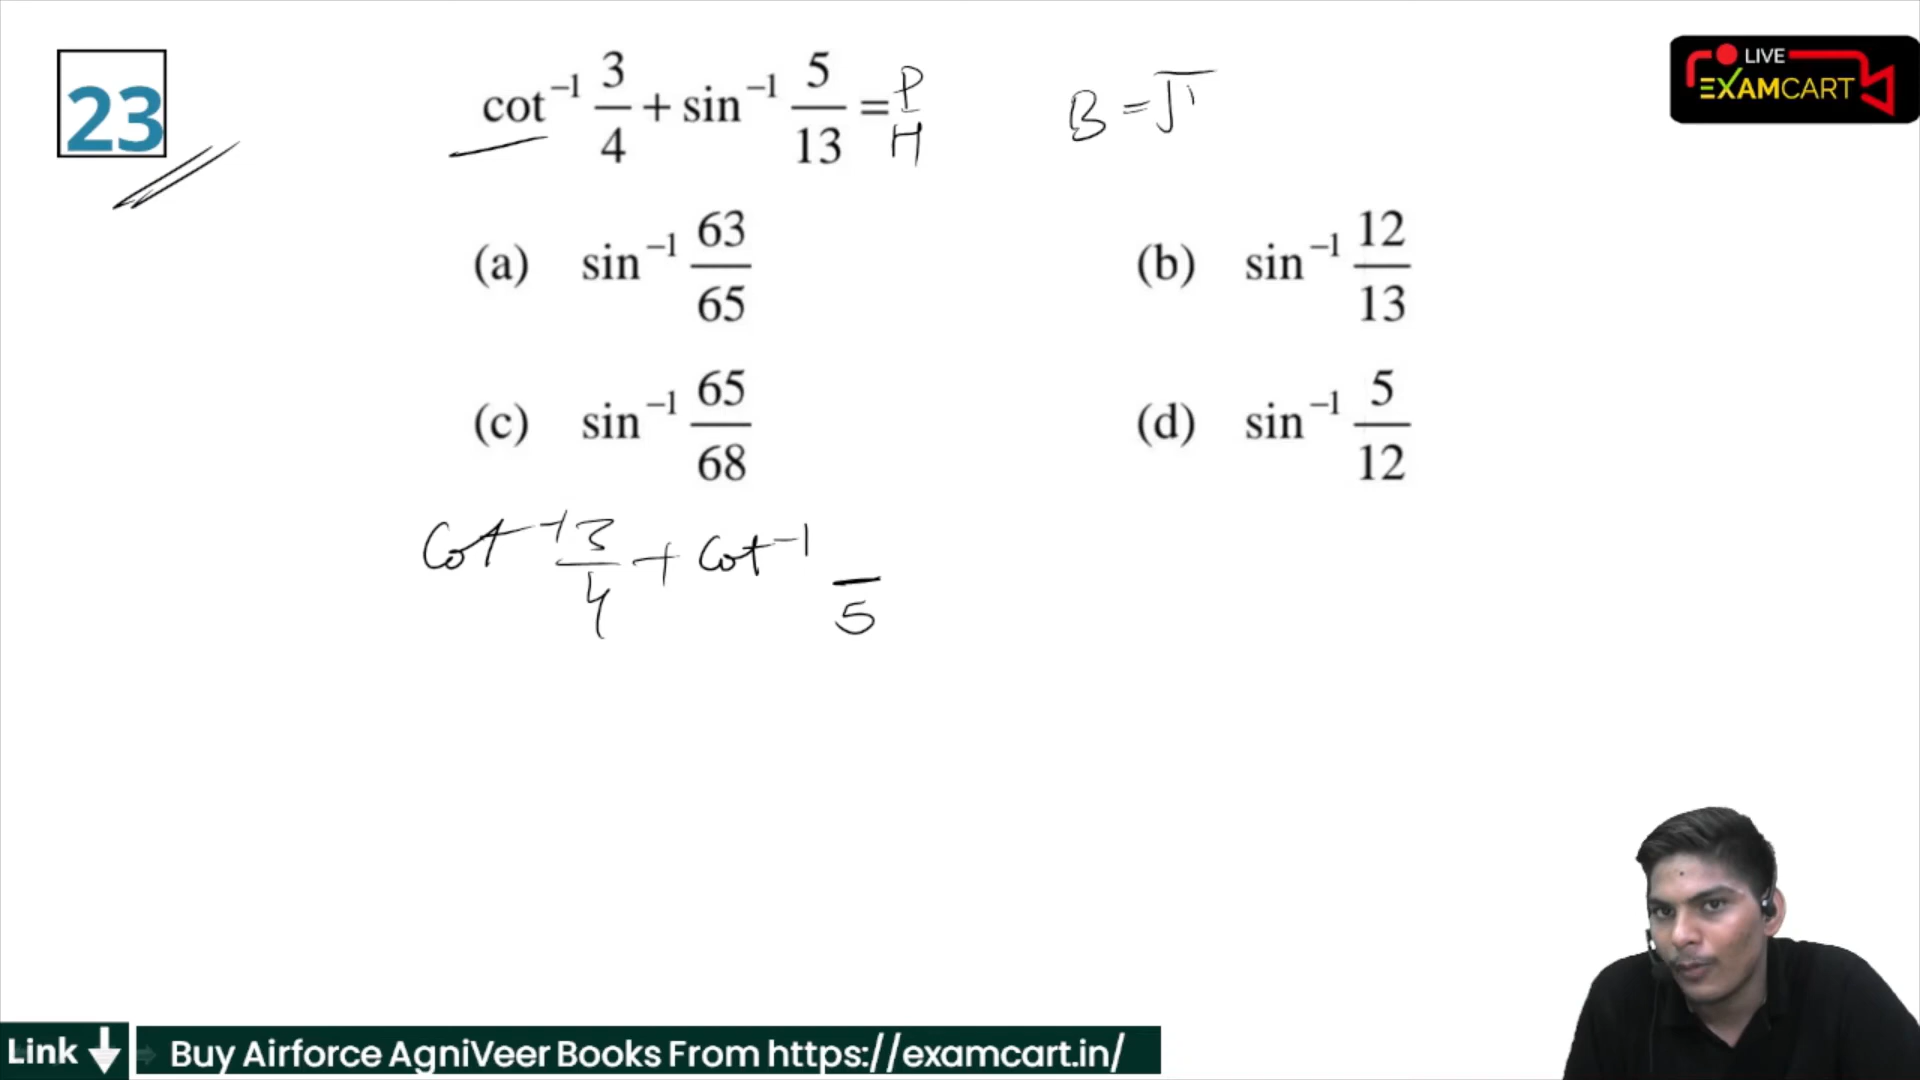 23
cot⁻¹ 3/4 + sin⁻¹ 5/13 = P/H
B = √
LIVE
EXAMCART
(a) sin⁻¹ 63/65
(b) sin⁻¹ 12/13
(c) sin⁻¹ 65/68
(d) sin⁻¹ 5/12
Cot⁻¹ 3/4 + Cot⁻¹ /5
Link
Buy Airforce AgniVeer Books From https://examcart.in/